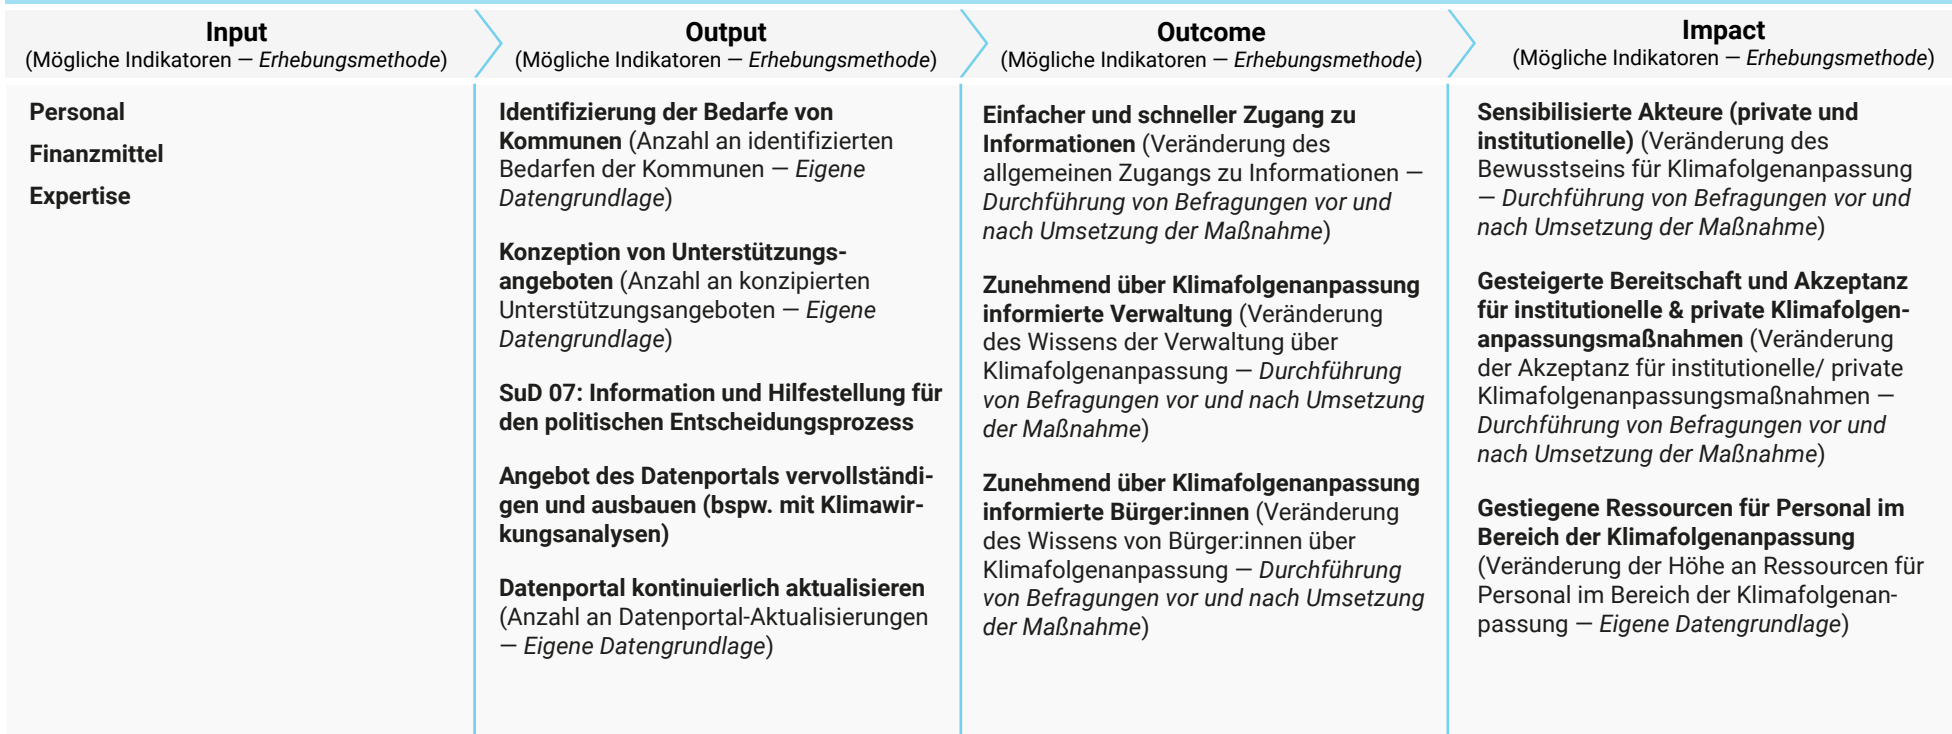 Input
(Mögliche Indikatoren — Erhebungsmethode)
Personal
Finanzmittel
Expertise
Output
(Mögliche Indikatoren — Erhebungsmethode)
Identifizierung der Bedarfe von
Kommunen (Anzahl an identifizierten
Bedarfen der Kommunen — Eigene
Datengrundlage)
Konzeption von Unterstützungs-
angeboten (Anzahl an konzipierten
Unterstützungsangeboten — Eigene
Datengrundlage)
SuD 07: Information und Hilfestellung für
den politischen Entscheidungsprozess
Angebot des Datenportals vervollständi-
gen und ausbauen (bspw. mit Klimawir-
kungsanalysen)
Datenportal kontinuierlich aktualisieren
(Anzahl an Datenportal-Aktualisierungen
— Eigene Datengrundlage)
Outcome
(Mögliche Indikatoren — Erhebungsmethode)
Einfacher und schneller Zugang zu
Informationen (Veränderung des
allgemeinen Zugangs zu Informationen —
Durchführung von Befragungen vor und
nach Umsetzung der Maßnahme)
Zunehmend über Klimafolgenanpassung
informierte Verwaltung (Veränderung
des Wissens der Verwaltung über
Klimafolgenanpassung — Durchführung
von Befragungen vor und nach Umsetzung
der Maßnahme)
Zunehmend über Klimafolgenanpassung
informierte Bürger:innen (Veränderung
des Wissens von Bürger:innen über
Klimafolgenanpassung — Durchführung
von Befragungen vor und nach Umsetzung
der Maßnahme)
Impact
(Mögliche Indikatoren — Erhebungsmethode)
Sensibilisierte Akteure (private und
institutionelle) (Veränderung des
Bewusstseins für Klimafolgenanpassung
— Durchführung von Befragungen vor und
nach Umsetzung der Maßnahme)
Gesteigerte Bereitschaft und Akzeptanz
für institutionelle & private Klimafolgen-
anpassungsmaßnahmen (Veränderung
der Akzeptanz für institutionelle/ private
Klimafolgenanpassungsmaßnahmen —
Durchführung von Befragungen vor und
nach Umsetzung der Maßnahme)
Gestiegene Ressourcen für Personal im
Bereich der Klimafolgenanpassung
(Veränderung der Höhe an Ressourcen für
Personal im Bereich der Klimafolgenan-
passung — Eigene Datengrundlage)